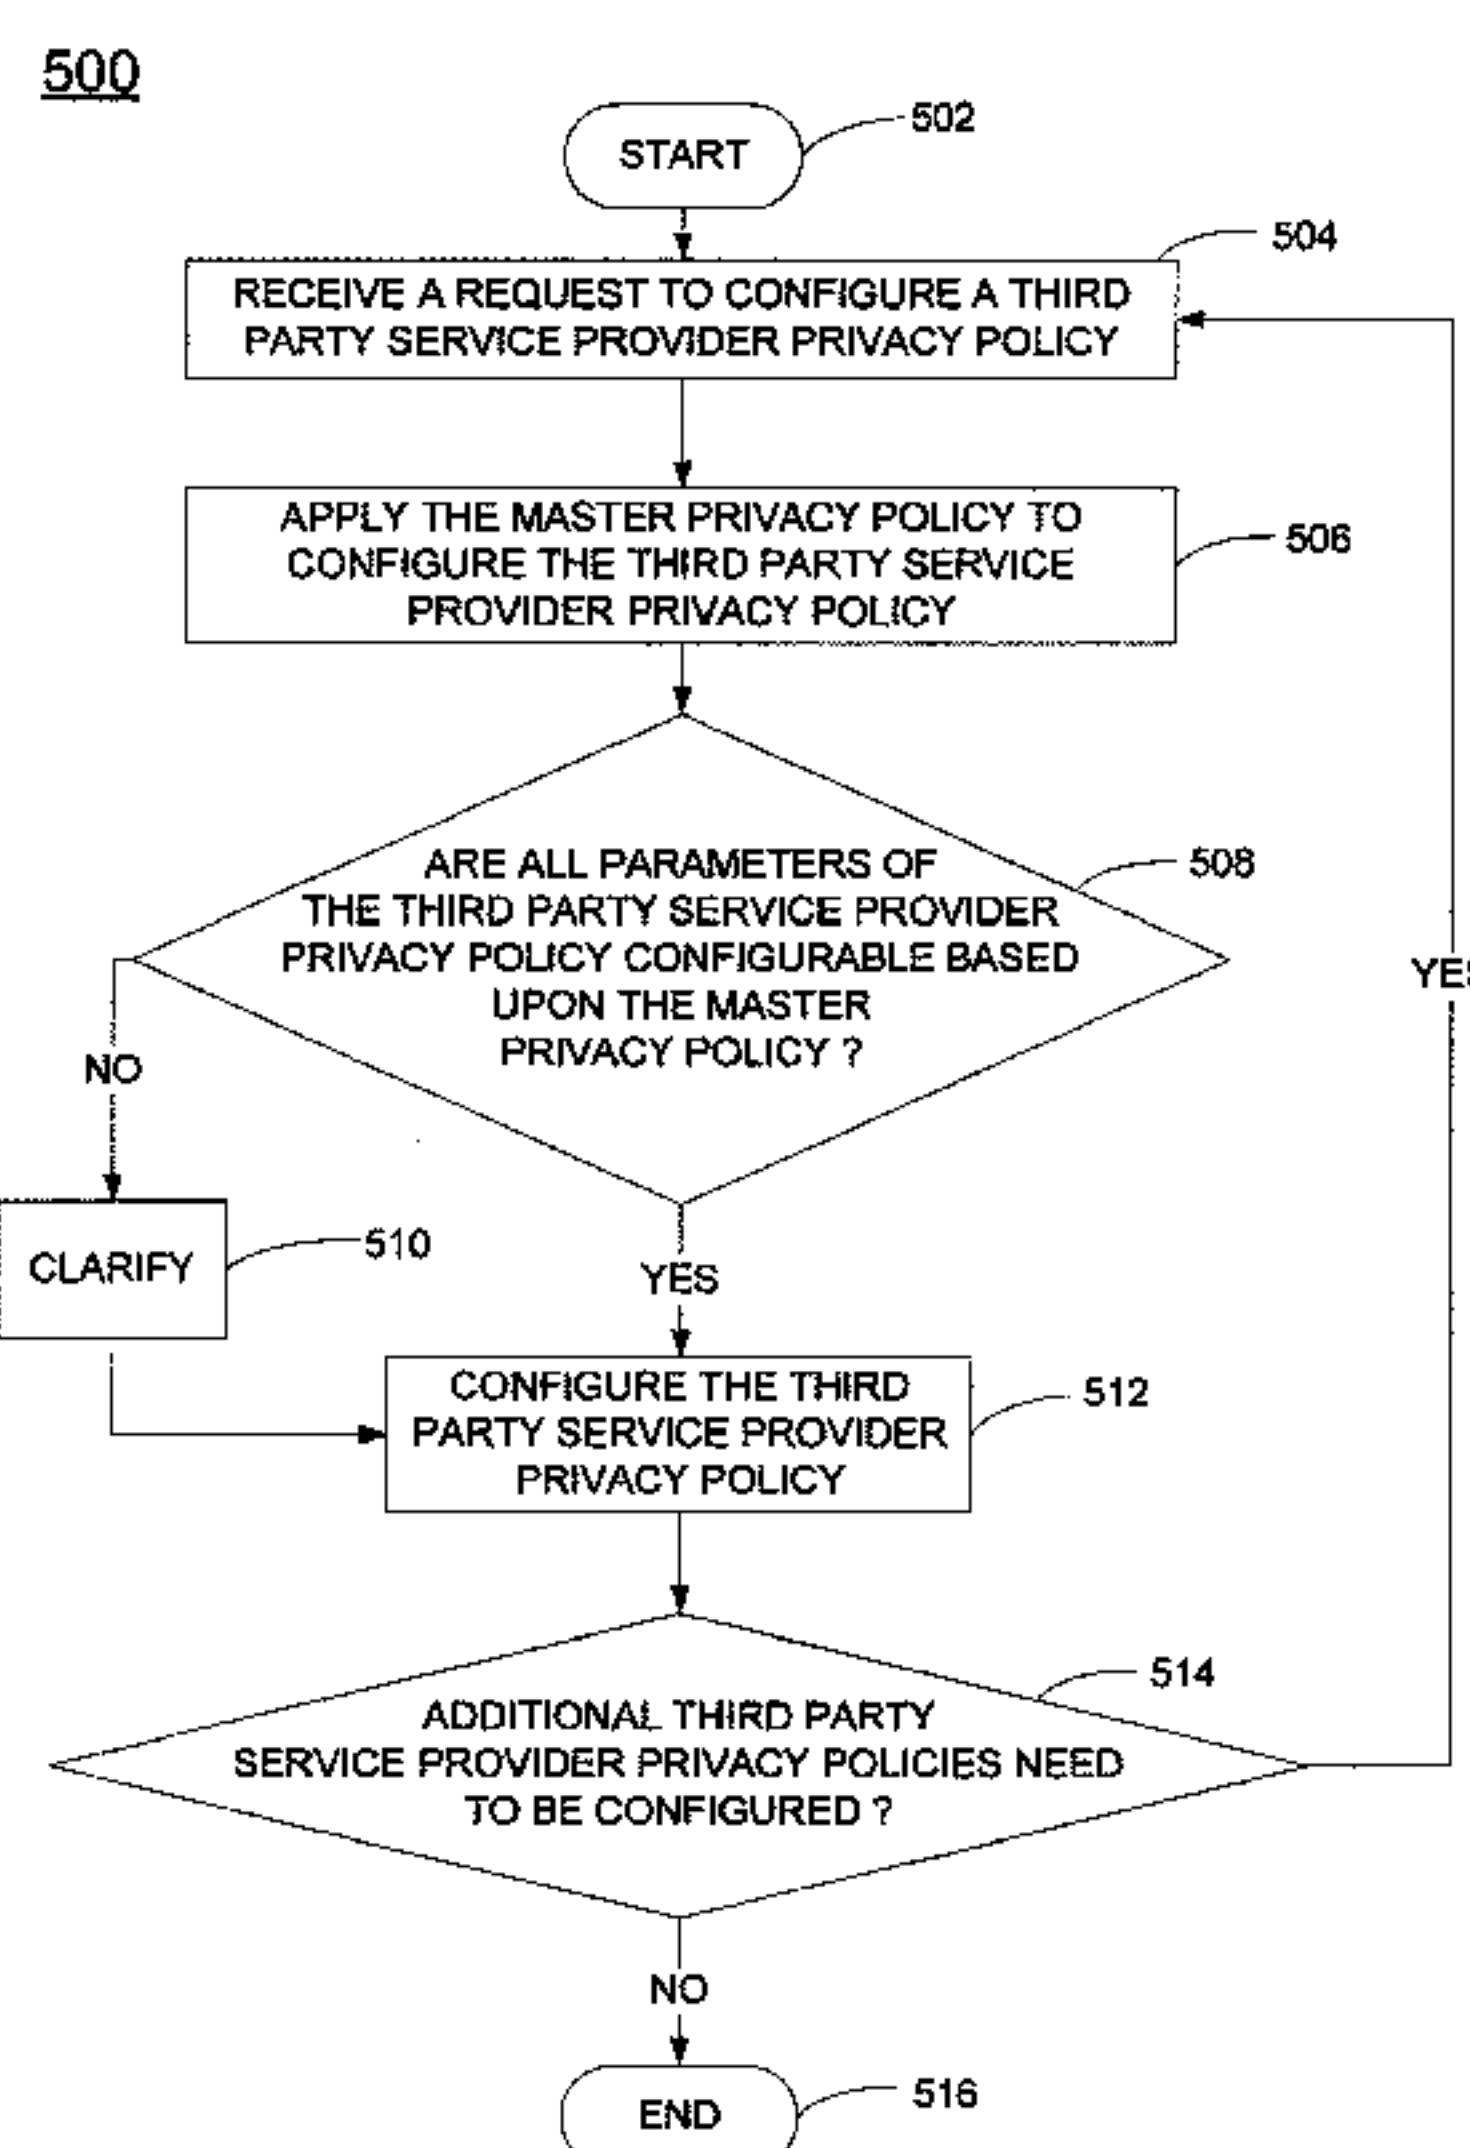 500
START
502
RECEIVE A REQUEST TO CONFIGURE A THIRD
PARTY SERVICE PROVIDER PRIVACY POLICY
504
APPLY THE MASTER PRIVACY POLICY TO
CONFIGURE THE THIRD PARTY SERVICE
PROVIDER PRIVACY POLICY
506
ARE ALL PARAMETERS OF
THE THIRD PARTY SERVICE PROVIDER
PRIVACY POLICY CONFIGURABLE BASED
UPON THE MASTER
PRIVACY POLICY ?
508
YES
NO
CLARIFY
510
YES
CONFIGURE THE THIRD
PARTY SERVICE PROVIDER
PRIVACY POLICY
512
ADDITIONAL THIRD PARTY
SERVICE PROVIDER PRIVACY POLICIES NEED
TO BE CONFIGURED ?
514
NO
END
516